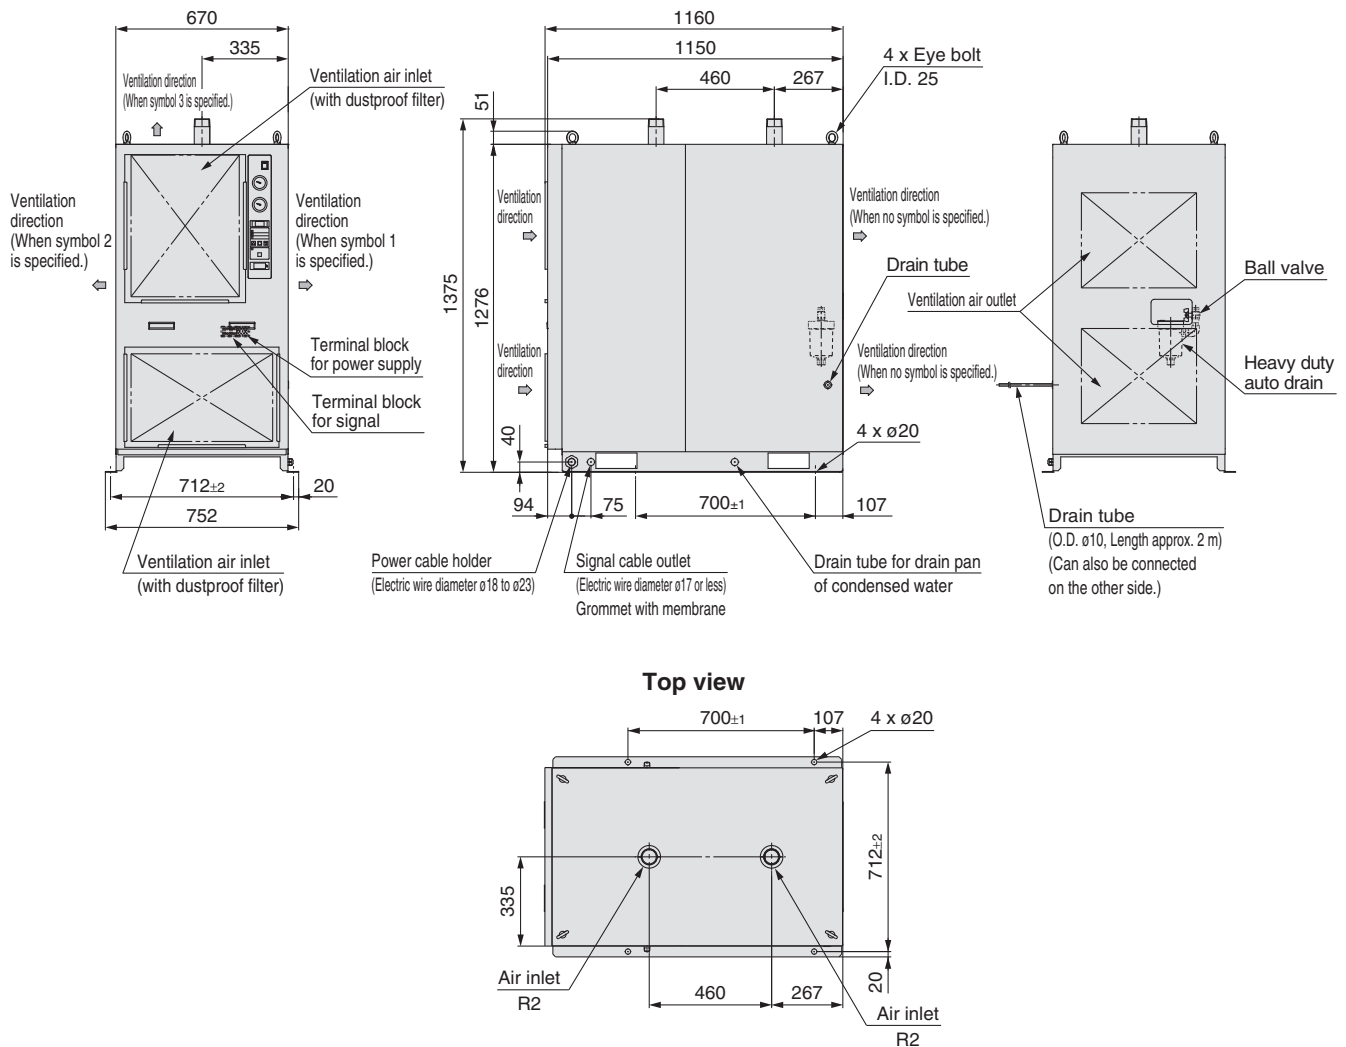 670
335
Ventilation direction
(When symbol 3 is specified.)
Ventilation air inlet
(with dustproof filter)
Ventilation
direction
(When symbol 2
is specified.)
Ventilation
direction
(When symbol 1
is specified.)
Terminal block
for power supply
Terminal block
for signal
712±2
20
752
Ventilation air inlet
(with dustproof filter)
1160
1150
460
267
4 x Eye bolt
I.D. 25
51
1375
1276
40
Ventilation
direction
Ventilation direction
(When no symbol is specified.)
Drain tube
Ventilation
direction
Ventilation direction
(When no symbol is specified.)
4 x ø20
94
75
700±1
107
Power cable holder
(Electric wire diameter ø18 to ø23)
Signal cable outlet
(Electric wire diameter ø17 or less)
Grommet with membrane
Drain tube for drain pan
of condensed water
Ventilation air outlet
Ball valve
Heavy duty
auto drain
Drain tube
(O.D. ø10, Length approx. 2 m)
(Can also be connected
on the other side.)
Top view
700±1
107
4 x ø20
335
712±2
20
Air inlet
R2
460
267
Air inlet
R2